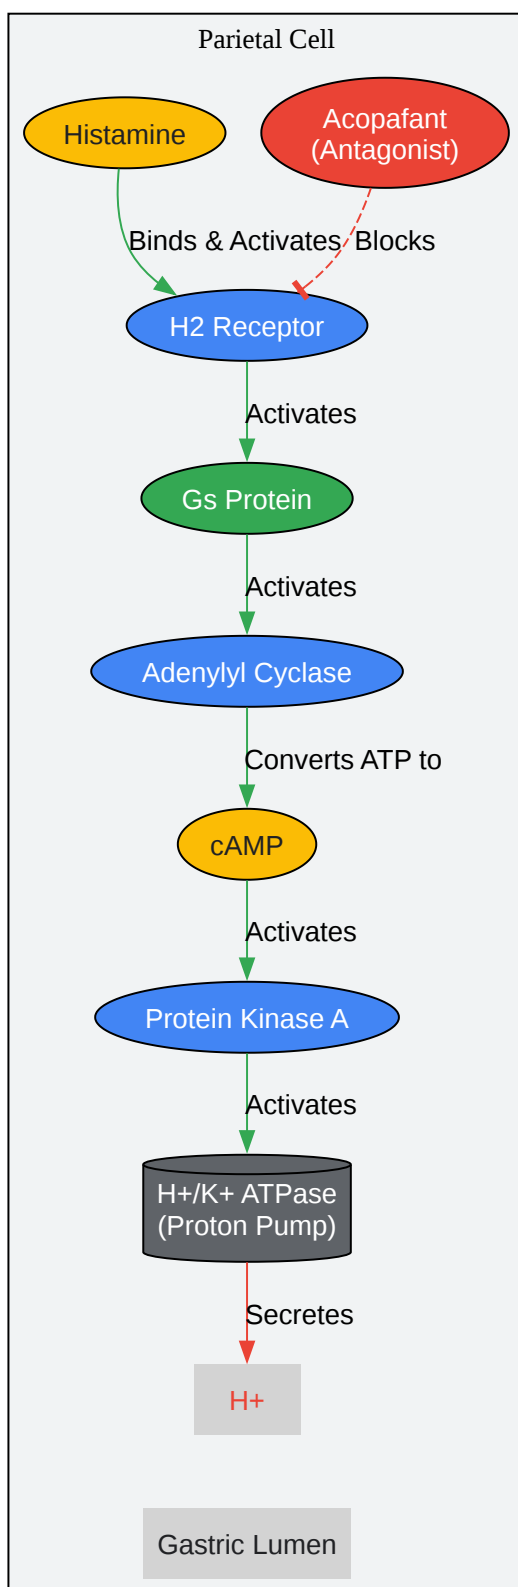 Parietal Cell
Histamine
Acopafant
(Antagonist)
Binds & Activates
Blocks
H2 Receptor
Activates
Gs Protein
Activates
Adenylyl Cyclase
Converts ATP to
cAMP
Activates
Protein Kinase A
Activates
H+/K+ ATPase
(Proton Pump)
Secretes
H+
Gastric Lumen